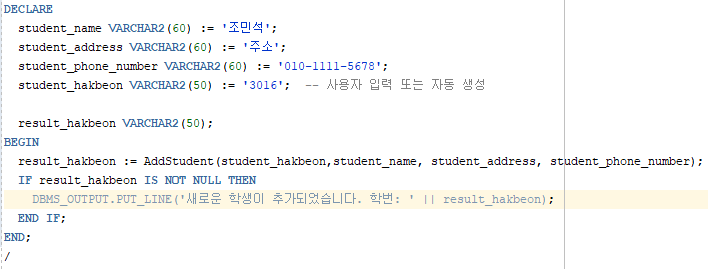 DECLARE
student_name VARCHAR2(60) := '조민석';
student_address VARCHAR2(60) := '주소';
student_phone_number VARCHAR2(60) := '010-1111-5678';
student_hakbeon VARCHAR2(50) := '3016';  -- 사용자 입력 또는 자동 생성
result_hakbeon VARCHAR2(50);
BEGIN
result_hakbeon := AddStudent(student_hakbeon,student_name, student_address, student_phone_number);
IF result_hakbeon IS NOT NULL THEN
DBMS_OUTPUT.PUT_LINE('새로운 학생이 추가되었습니다. 학번: ' || result_hakbeon);
END IF;
END;
/